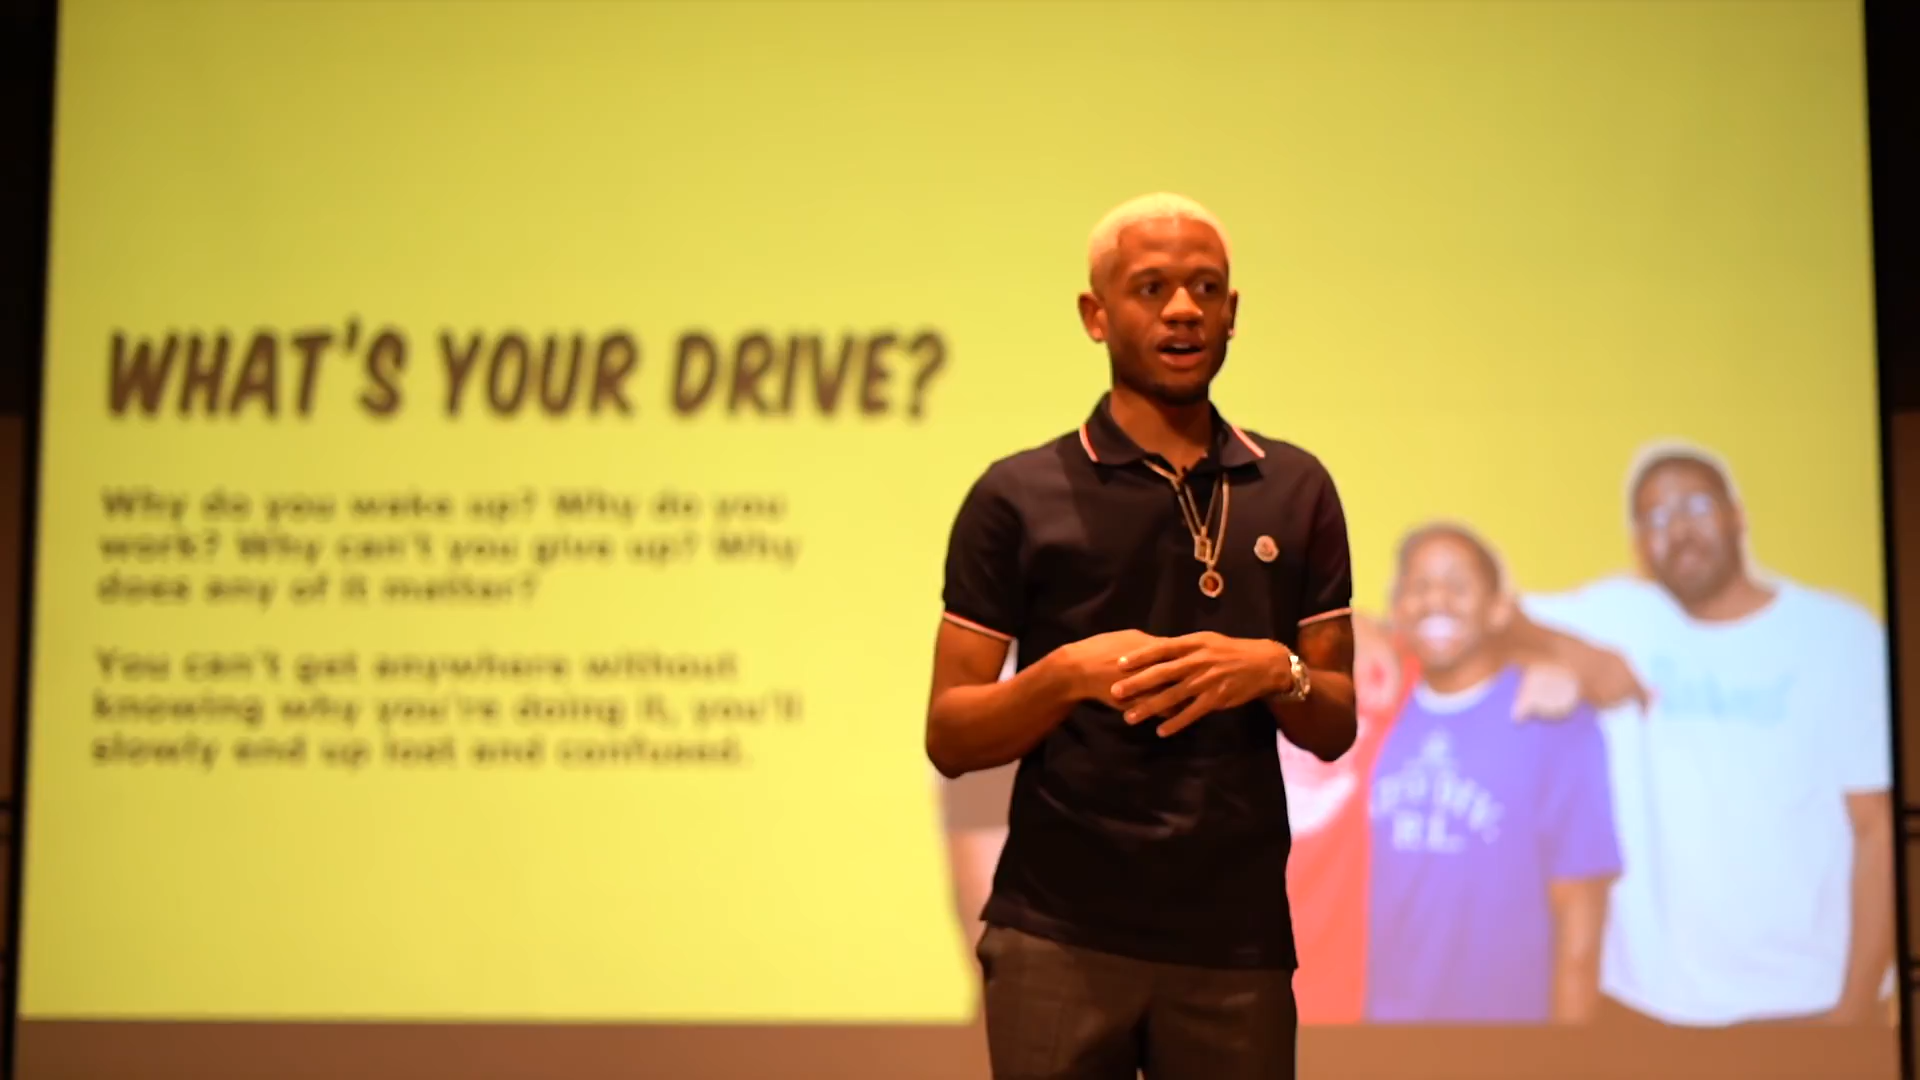 WHAT'S YOUR DRIVE?
Why do you wake up? Why do you
work? Why can't you give up? Why
does any of it matter?
You can't get anywhere without
knowing why you're doing it, you'll
slowly end up lost and confused.
R.L.